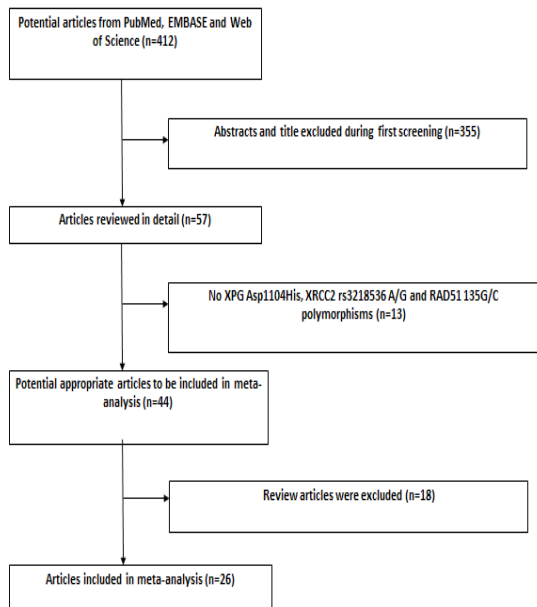 Potential articles from PubMed, EMBASE and Web
of Science (n=412)
Abstracts and title excluded during first screening (n=355)
Articles reviewed in detail (n=57)
No XPG Asp1104His, XRCC2 rs3218536 A/G and RAD51 135G/C
polymorphisms (n=13)
Potential appropriate articles to be included in meta-
analysis (n=44)
Review articles were excluded (n=18)
Articles included in meta-analysis (n=26)